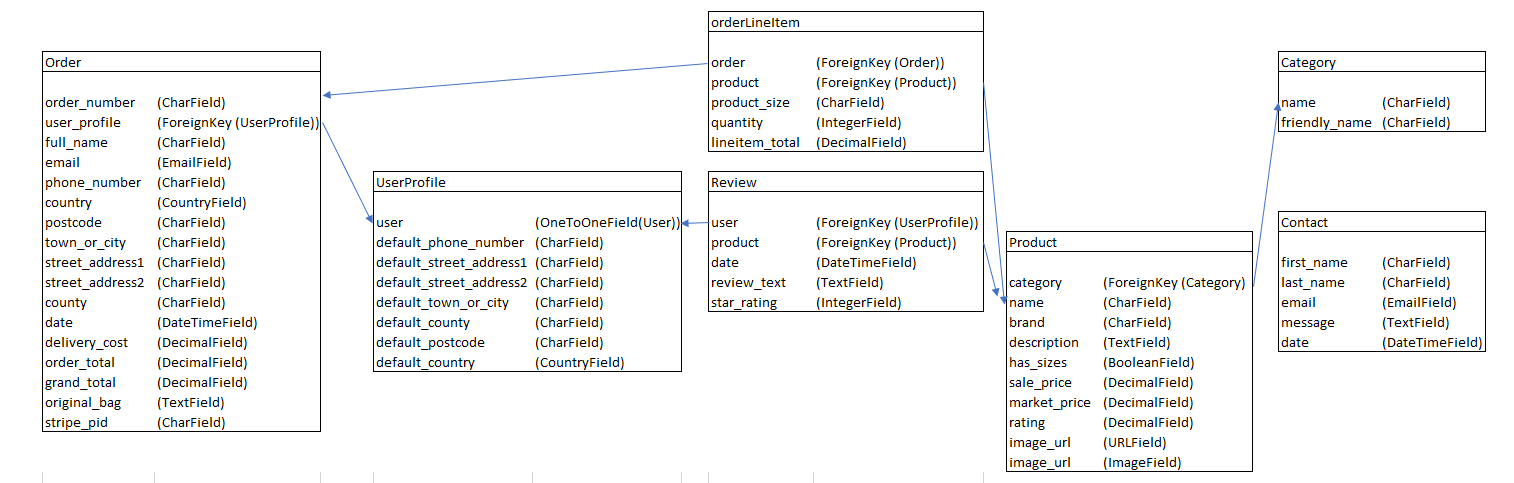 Order
order_number (CharField)
user_profile (ForeignKey (UserProfile))
full_name (CharField)
email (EmailField)
phone_number (CharField)
country (CountryField)
postcode (CharField)
town_or_city (CharField)
street_address1 (CharField)
street_address2 (CharField)
county (CharField)
date (DateTimeField)
delivery_cost (DecimalField)
order_total (DecimalField)
grand_total (DecimalField)
original_bag (TextField)
stripe_pid (CharField)
UserProfile
user (OneToOneField(User))
default_phone_number (CharField)
default_street_address1 (CharField)
default_street_address2 (CharField)
default_town_or_city (CharField)
default_county (CharField)
default_postcode (CharField)
default_country (CountryField)
orderLineItem
order (ForeignKey (Order))
product (ForeignKey (Product))
product_size (CharField)
quantity (IntegerField)
lineitem_total (DecimalField)
Review
user (ForeignKey (UserProfile))
product (ForeignKey (Product))
date (DateTimeField)
review_text (TextField)
star_rating (IntegerField)
Product
category (ForeignKey (Category)
name (CharField)
brand (CharField)
description (TextField)
has_sizes (BooleanField)
sale_price (DecimalField)
market_price (DecimalField)
rating (DecimalField)
image_url (URLField)
image_url (ImageField)
Category
name (CharField)
friendly_name (CharField)
Contact
first_name (CharField)
last_name (CharField)
email (EmailField)
message (TextField)
date (DateTimeField)